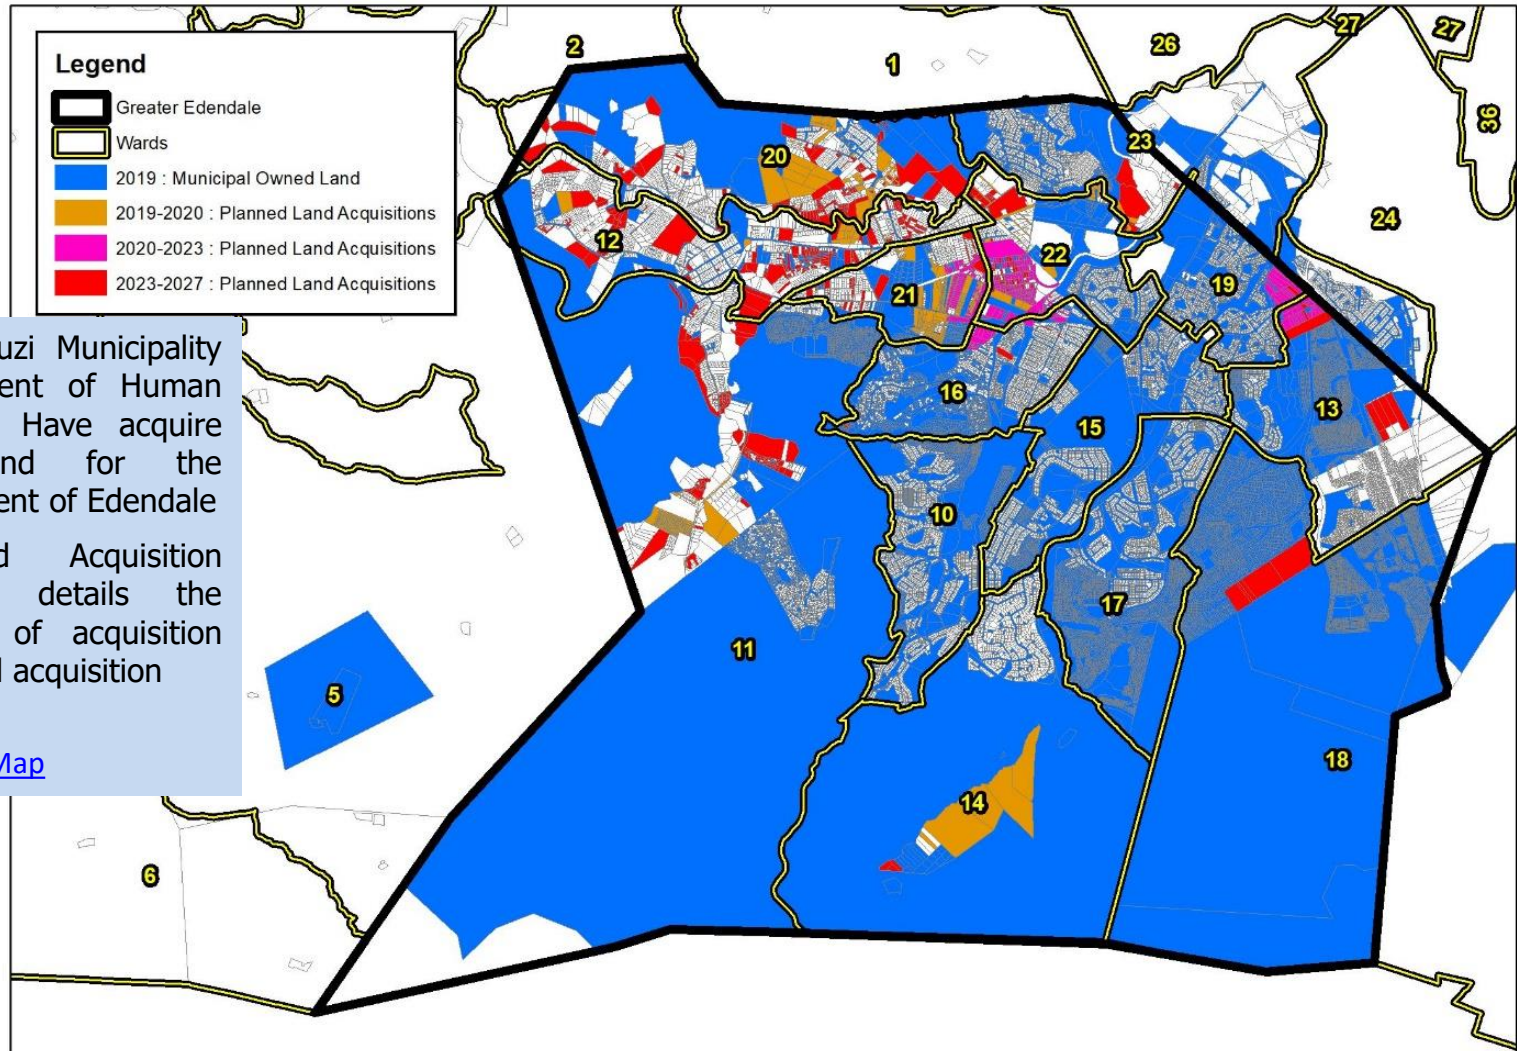 Legend
Greater Edendale
Wards
2019 : Municipal Owned Land
2019-2020 : Planned Land Acquisitions
2020-2023 : Planned Land Acquisitions
2023-2027 : Planned Land Acquisitions
uzi Municipality
ent of Human
Have acquire
nd for the
ent of Edendale
d Acquisition
details the
of acquisition
l acquisition
Map
2
1
26
27
27
36
23
24
20
12
22
21
19
16
15
13
10
17
11
5
14
18
6